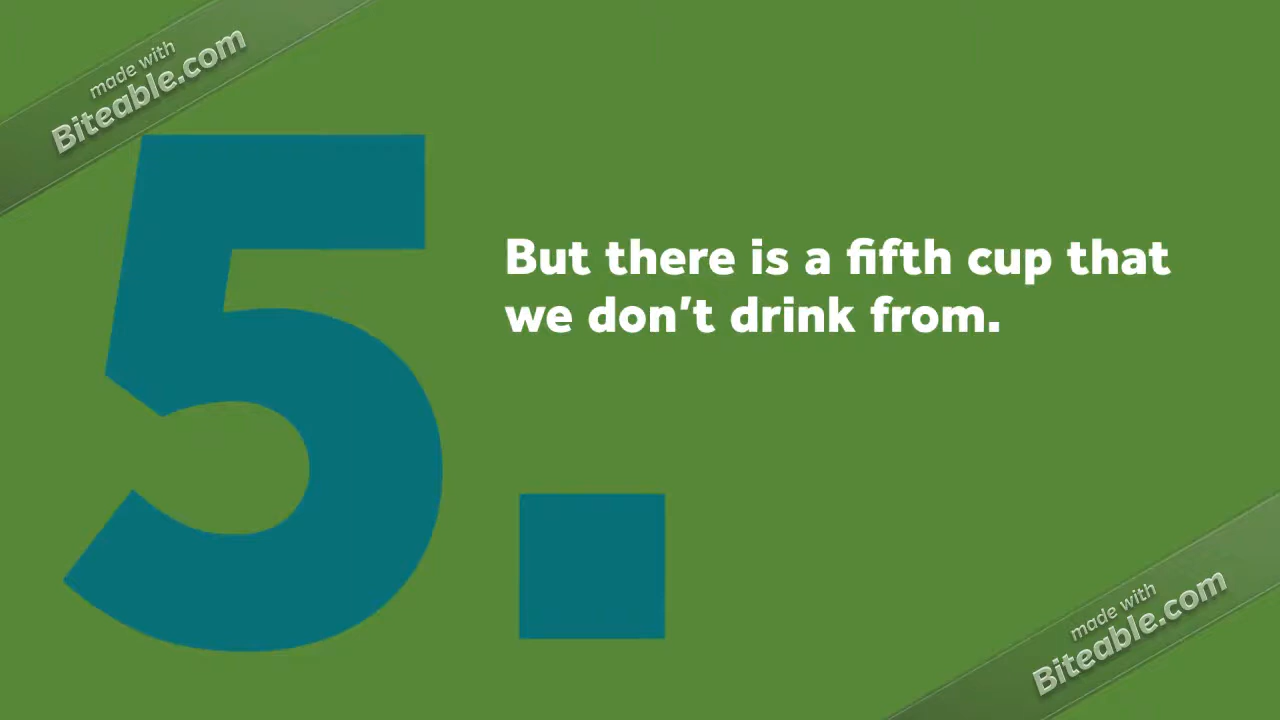 made with
Biteable.com
5.
But there is a fifth cup that
we don't drink from.
made with
Biteable.com